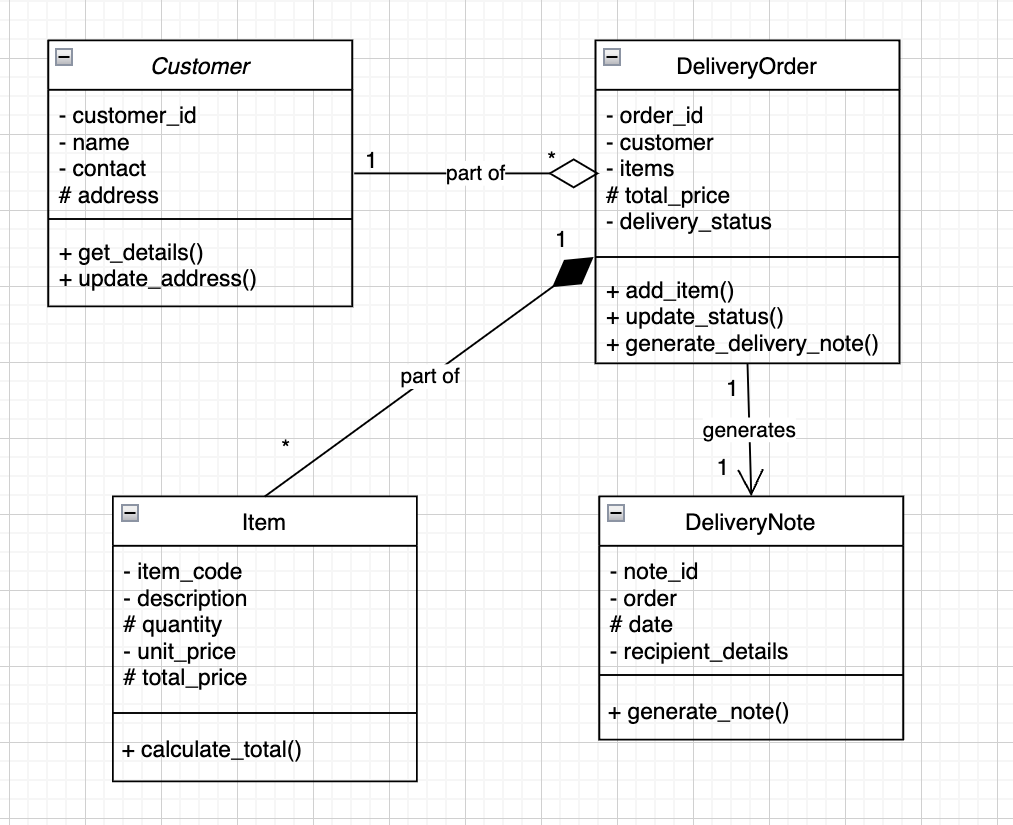 Customer
- customer_id
- name
- contact
# address
+ get_details()
+ update_address()
1
part of
*
DeliveryOrder
- order_id
- customer
- items
# total_price
- delivery_status
+ add_item()
+ update_status()
+ generate_delivery_note()
1
part of
*
1
generates
1
Item
- item_code
- description
# quantity
- unit_price
# total_price
+ calculate_total()
DeliveryNote
- note_id
- order
# date
- recipient_details
+ generate_note()